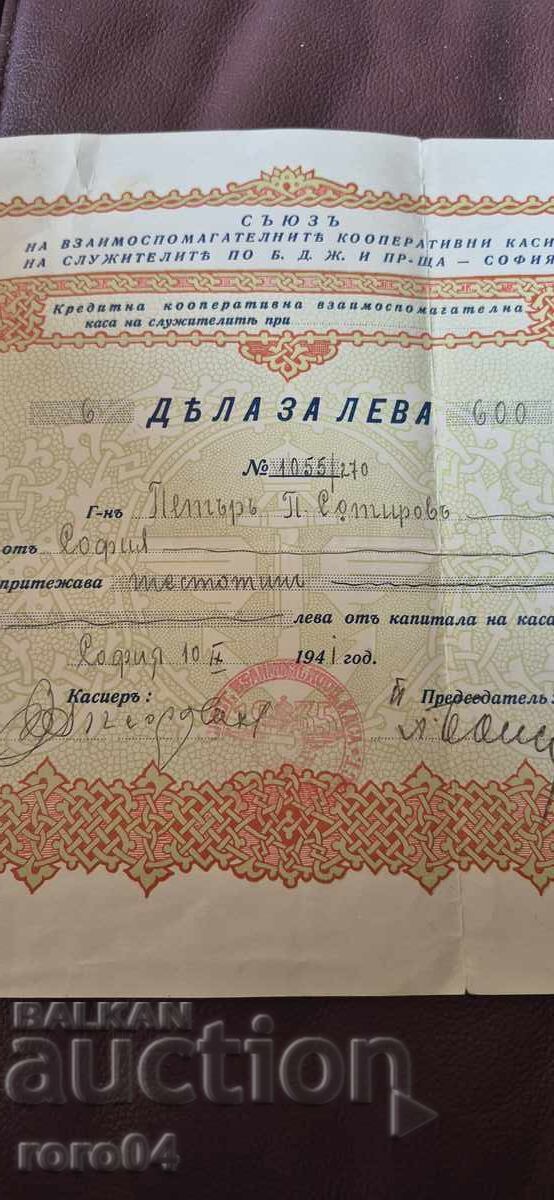 СЪЮЗЪ
НА ВЗАИМОСПОМАГАТЕЛНИТѢ КООПЕРАТИВНИ КАСИ
НА СЛУЖИТЕЛИТѢ ПО Б. Д. Ж. И ПР-ЩА — СОФИЯ
Кредитна кооперативна взаимоспомагателна
каса на служителитѣ при
6 ДѢЛА ЗА ЛЕВА 600
№ 1055/270
Г-нъ Петъръ П. Сотировъ
отъ София
притежава шестотин
лева отъ капитала на каса
София 10 II 1941 год.
Касиеръ: Председатель:
BALKAN
auction
roro04